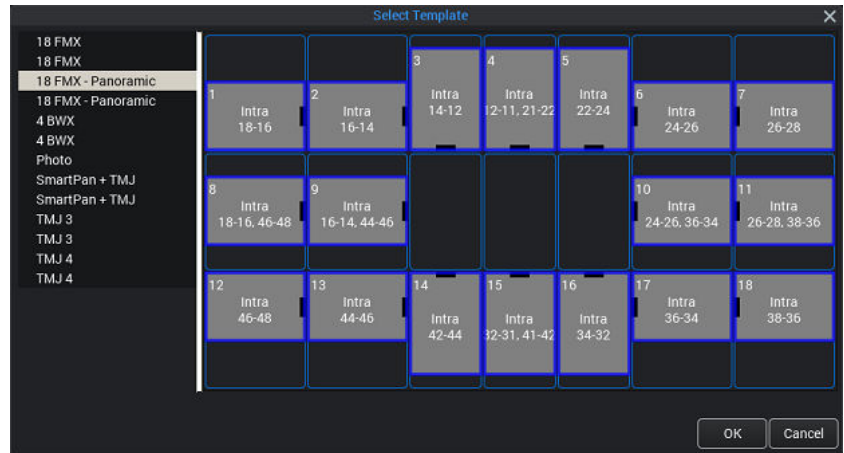 Select Template
18 FMX
18 FMX
18 FMX - Panoramic
18 FMX - Panoramic
4 BWX
4 BWX
Photo
SmartPan + TMJ
SmartPan + TMJ
TMJ 3
TMJ 3
TMJ 4
TMJ 4
1
Intra
18-16
2
Intra
16-14
3
Intra
14-12
4
Intra
12-11, 21-22
5
Intra
22-24
6
Intra
24-26
7
Intra
26-28
8
Intra
18-16, 46-48
9
Intra
16-14, 44-46
10
Intra
24-26, 36-34
11
Intra
26-28, 38-36
12
Intra
46-48
13
Intra
44-46
14
Intra
42-44
15
Intra
32-31, 41-42
16
Intra
34-32
17
Intra
36-34
18
Intra
38-36
OK
Cancel